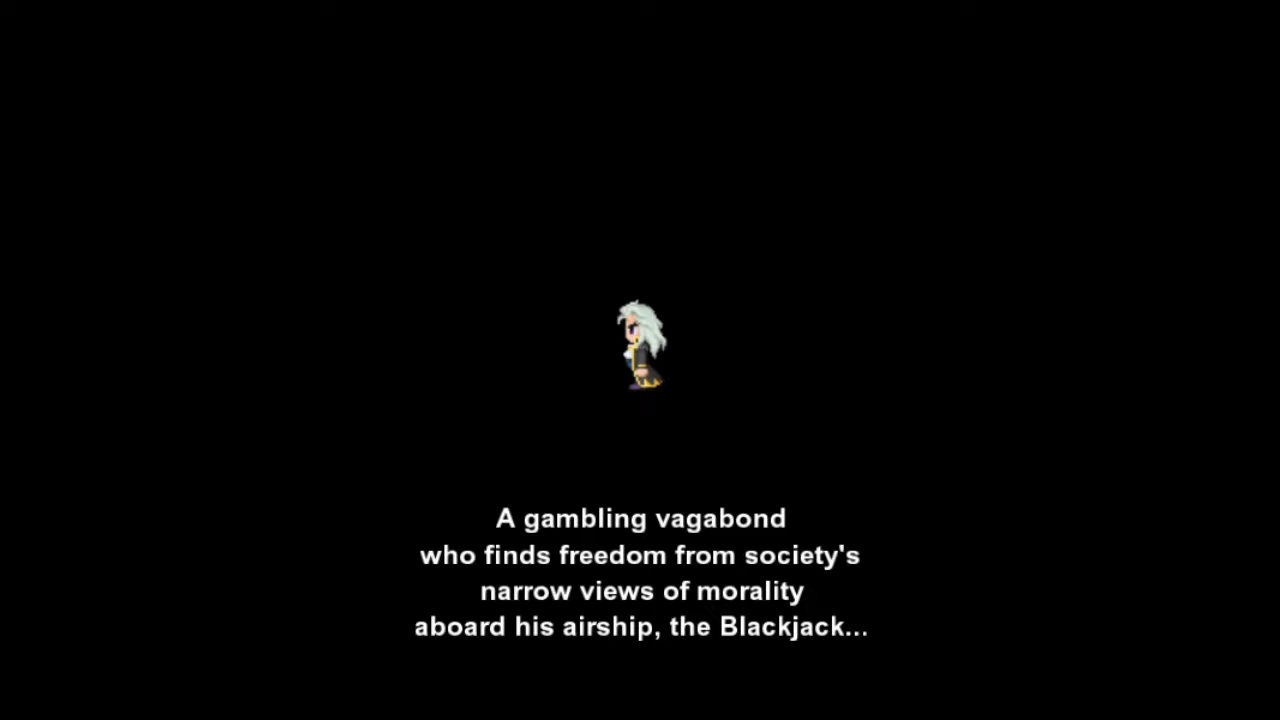 A gambling vagabond
who finds freedom from society's
narrow views of morality
aboard his airship, the Blackjack...